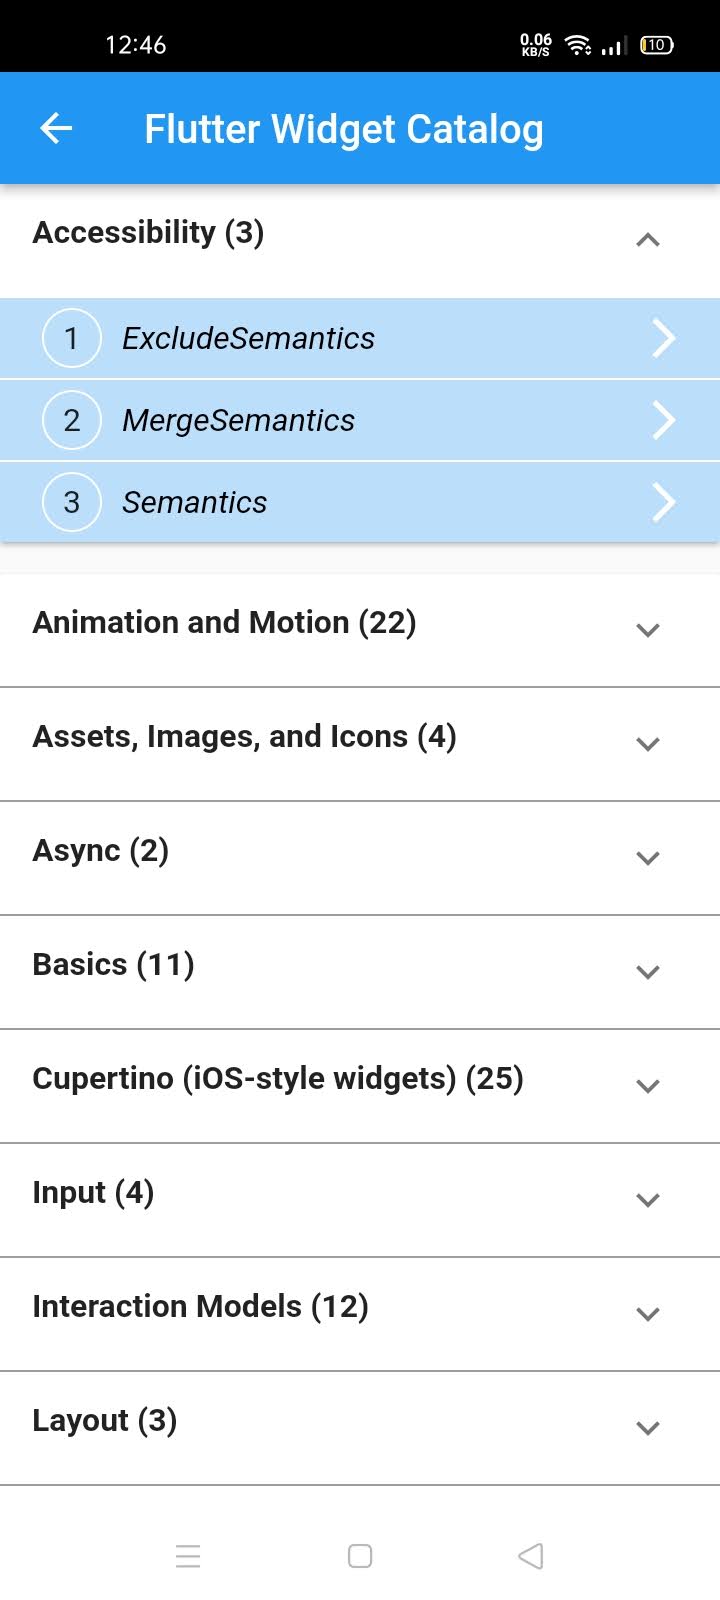 12:46
0.06
KB/S
10
Flutter Widget Catalog
Accessibility (3)
1 ExcludeSemantics
2 MergeSemantics
3 Semantics
Animation and Motion (22)
Assets, Images, and Icons (4)
Async (2)
Basics (11)
Cupertino (iOS-style widgets) (25)
Input (4)
Interaction Models (12)
Layout (3)